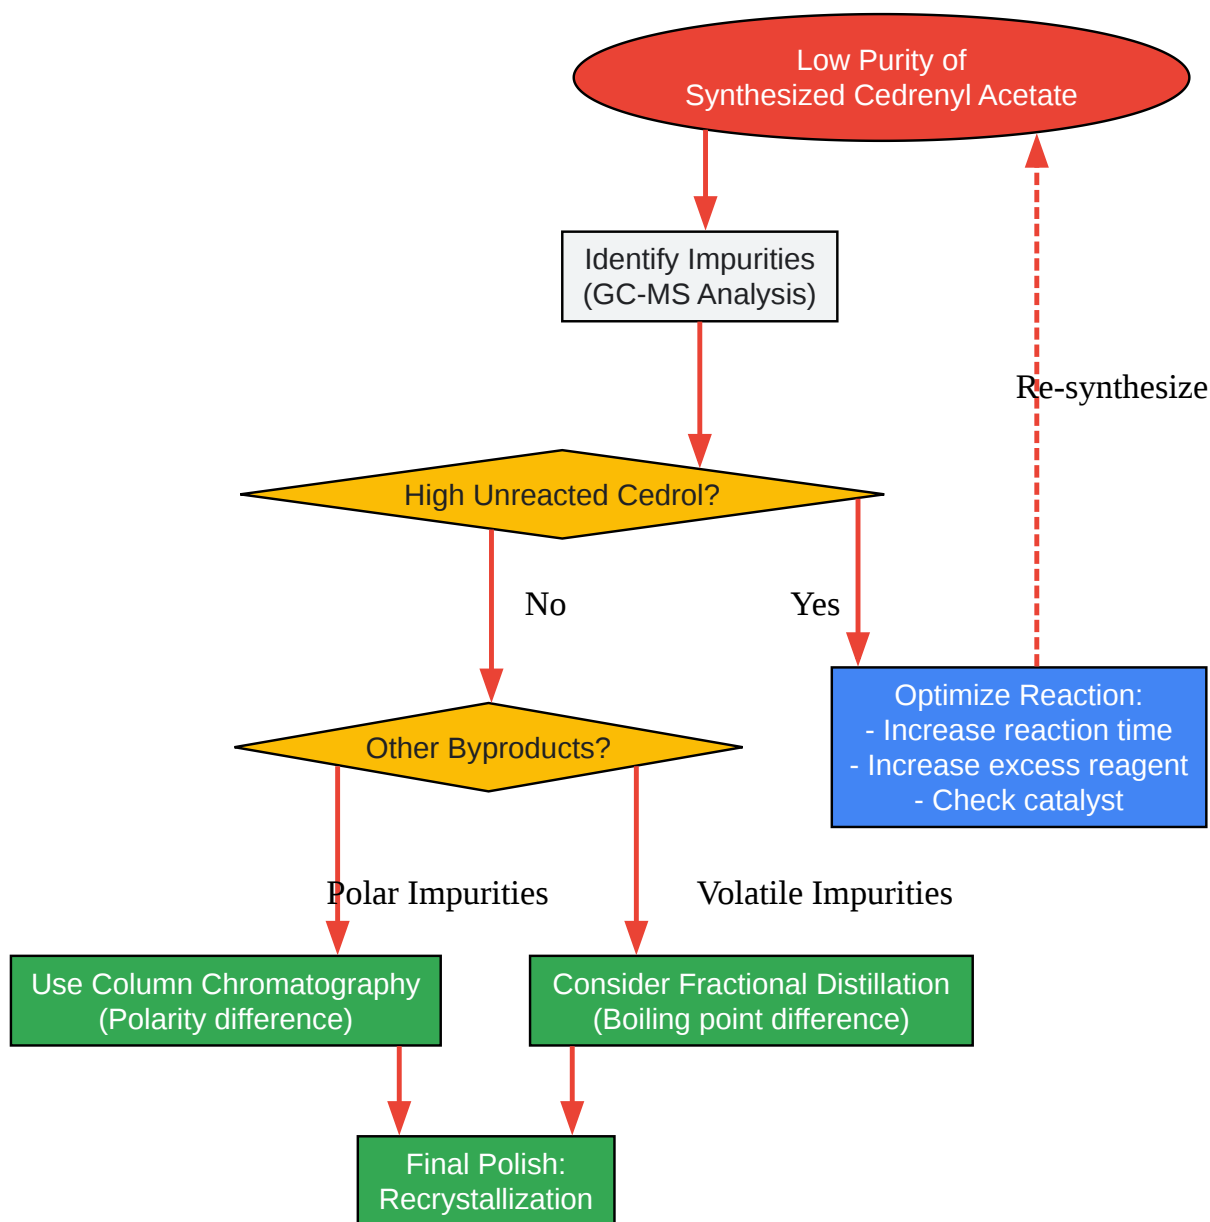 Low Purity of
Synthesized Cedrenyl Acetate
Identify Impurities
(GC-MS Analysis)
Re-synthesize
High Unreacted Cedrol?
No
Yes
Optimize Reaction:
- Increase reaction time
- Increase excess reagent
- Check catalyst
Other Byproducts?
Polar Impurities
Volatile Impurities
Use Column Chromatography
(Polarity difference)
Consider Fractional Distillation
(Boiling point difference)
Final Polish:
Recrystallization